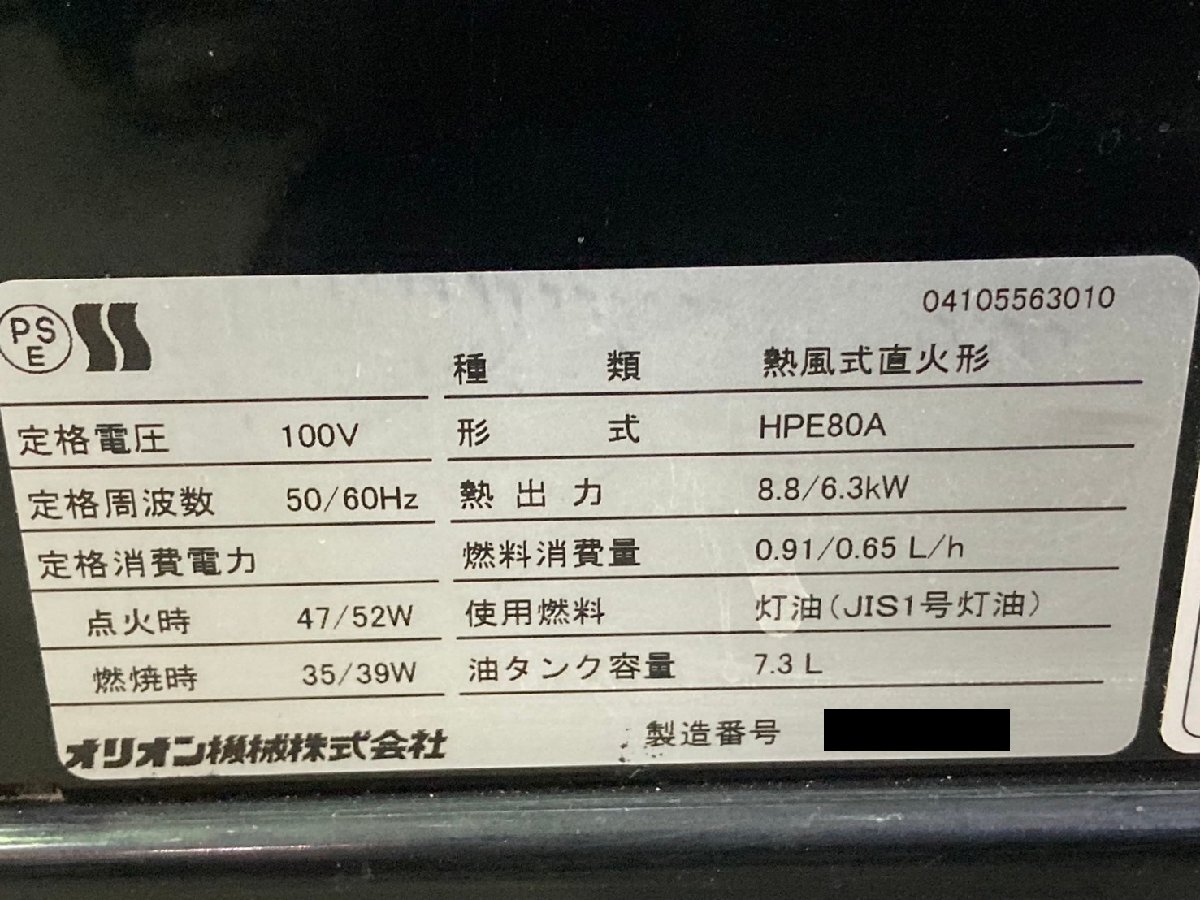 04105563010
PS
E
種類 熱風式直火形
定格電圧 100V
形式 HPE80A
定格周波数 50/60Hz
熱出力 8.8/6.3kW
定格消費電力
燃料消費量 0.91/0.65 L/h
点火時 47/52W
使用燃料 灯油(JIS1号灯油)
燃焼時 35/39W
油タンク容量 7.3 L
オリオン機械株式会社
製造番号